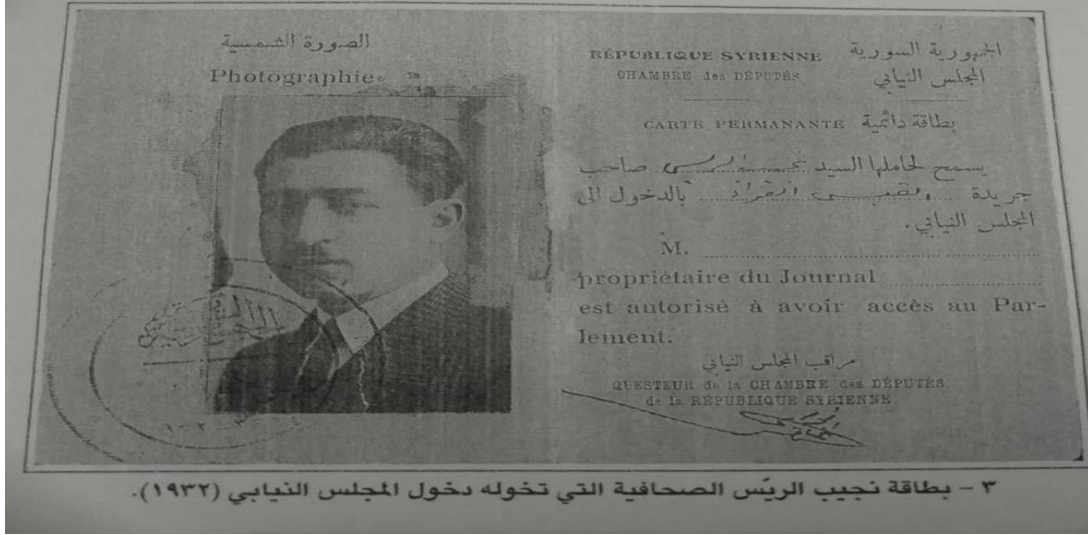 الصورة الشمسية
Photographie
RÉPUBLIQUE SYRIENNE الجمهورية السورية
CHAMBRE des DÉPUTÉS المجلس النيابي
CARTE PERMANANTE بطاقة دائمية
يسمح لحاملها السيد نجيب الريس صاحب
جريدة بالدخول الى
المجلس النيابي.
M.
propriétaire du Journal
est autorisé à avoir accès au Par-
lement.
مراقب المجلس النيابي
QUESTEUR de la CHAMBRE des DÉPUTÉS
de la RÉPUBLIQUE SYRIENNE
٣ – بطاقة نجيب الريّس الصحافية التي تخوله دخول المجلس النيابي (١٩٣٢).